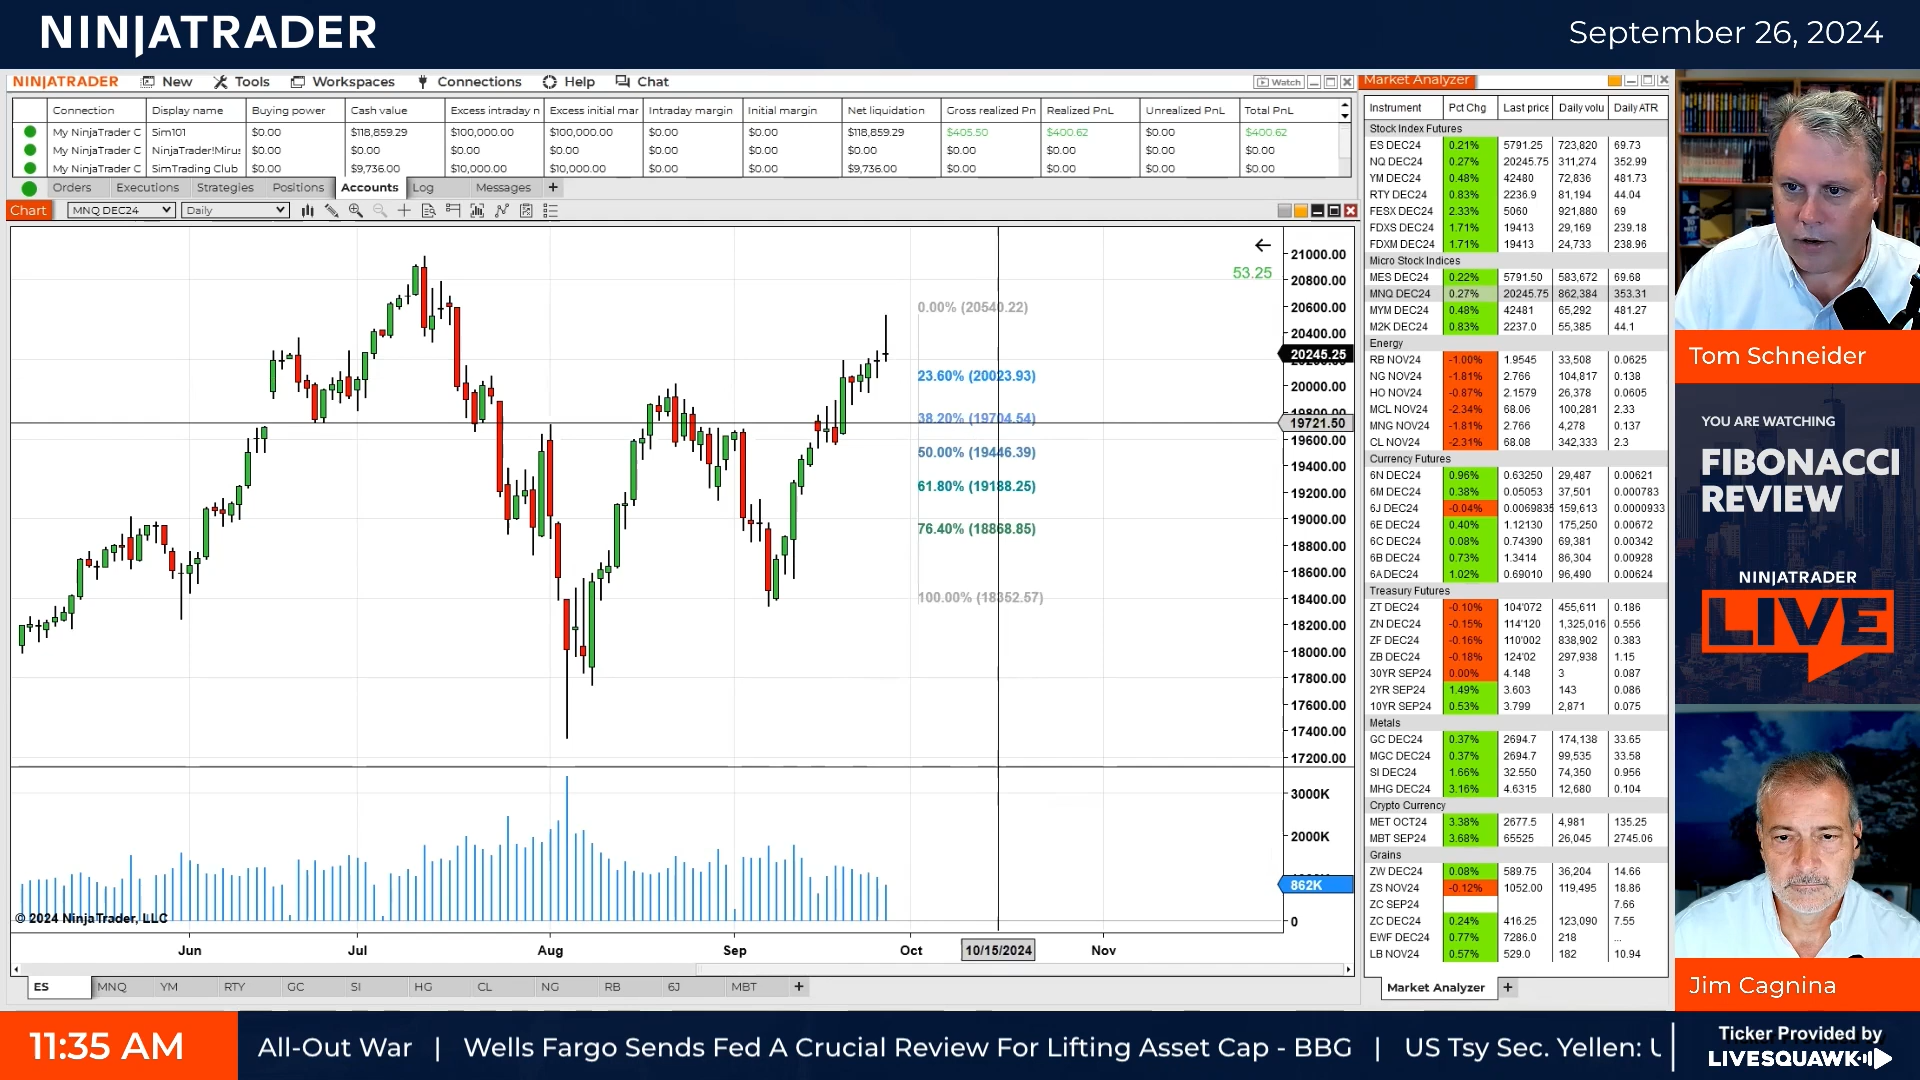 NINJATRADER
September 26, 2024
NINJATRADER New Tools Workspaces Connections Help Chat Watch
Connection Display name Buying power Cash value Excess intraday n Excess initial mar Intraday margin Initial margin Net liquidation Gross realized Pn Realized PnL Unrealized PnL Total PnL
My NinjaTrader C Sim101 $0.00 $118,859.29 $100,000.00 $100,000.00 $0.00 $0.00 $118,859.29 $405.50 $400.62 $0.00 $400.62
My NinjaTrader C NinjaTrader!Mirus $0.00 $0.00 $0.00 $0.00 $0.00 $0.00 $0.00 $0.00 $0.00 $0.00 $0.00
My NinjaTrader C SimTrading Club $0.00 $9,736.00 $10,000.00 $10,000.00 $0.00 $0.00 $9,736.00 $0.00 $0.00 $0.00 $0.00
Orders Executions Strategies Positions Accounts Log Messages +
Chart MNQ DEC24 Daily
53.25
0.00% (20540.22)
23.60% (20023.93)
38.20% (19704.54)
50.00% (19446.39)
61.80% (19188.25)
76.40% (18868.85)
100.00% (18352.57)
21000.00
20800.00
20600.00
20400.00
20245.25
20000.00
19800.00
19721.50
19600.00
19400.00
19200.00
19000.00
18800.00
18600.00
18400.00
18200.00
18000.00
17800.00
17600.00
17400.00
17200.00
3000K
2000K
862K
0
© 2024 NinjaTrader, LLC
Jun Jul Aug Sep Oct 10/15/2024 Nov
ES MNQ YM RTY GC SI HG CL NG RB 6J MBT +
Market Analyzer
Instrument Pct Chg Last price Daily volu Daily ATR
Stock Index Futures
ES DEC24 0.21% 5791.25 723,820 69.73
NQ DEC24 0.27% 20245.75 311,274 352.99
YM DEC24 0.48% 42480 72,836 481.73
RTY DEC24 0.83% 2236.9 81,194 44.04
FESX DEC24 2.33% 5060 921,880 69
FDXS DEC24 1.71% 19413 29,169 239.18
FDXM DEC24 1.71% 19413 24,733 238.96
Micro Stock Indices
MES DEC24 0.22% 5791.50 583,672 69.68
MNQ DEC24 0.27% 20245.75 862,384 353.31
MYM DEC24 0.48% 42481 65,292 481.27
M2K DEC24 0.83% 2237.0 55,385 44.1
Energy
RB NOV24 -1.00% 1.9545 33,508 0.0625
NG NOV24 -1.81% 2.766 104,817 0.138
HO NOV24 -0.87% 2.1579 26,378 0.0605
MCL NOV24 -2.34% 68.06 100,281 2.33
MNG NOV24 -1.81% 2.766 4,278 0.137
CL NOV24 -2.31% 68.08 342,333 2.3
Currency Futures
6N DEC24 0.96% 0.63250 29,487 0.00621
6M DEC24 0.38% 0.05053 37,501 0.000783
6J DEC24 -0.04% 0.0069835 159,613 0.0000933
6E DEC24 0.40% 1.12130 175,250 0.00672
6C DEC24 0.08% 0.74390 69,381 0.00342
6B DEC24 0.73% 1.3414 86,304 0.00928
6A DEC24 1.02% 0.69010 96,490 0.00624
Treasury Futures
ZT DEC24 -0.10% 104'072 455,611 0.186
ZN DEC24 -0.15% 114'120 1,325,016 0.556
ZF DEC24 -0.16% 110'002 838,902 0.383
ZB DEC24 -0.18% 124'02 297,938 1.15
30YR SEP24 0.00% 4.148 3 0.087
2YR SEP24 1.49% 3.603 143 0.086
10YR SEP24 0.53% 3.799 2,871 0.075
Metals
GC DEC24 0.37% 2694.7 174,138 33.65
MGC DEC24 0.37% 2694.7 99,535 33.58
SI DEC24 1.66% 32.550 74,350 0.956
MHG DEC24 3.16% 4.6315 12,680 0.104
Crypto Currency
MET OCT24 3.38% 2677.5 4,981 135.25
MBT SEP24 3.68% 65525 26,045 2745.06
Grains
ZW DEC24 0.08% 589.75 36,204 14.66
ZS NOV24 -0.12% 1052.00 119,495 18.86
ZC SEP24 7.66
ZC DEC24 0.24% 416.25 123,090 7.55
EWF DEC24 0.77% 7286.0 218 ...
LB NOV24 0.57% 529.0 182 10.94
Market Analyzer +
Tom Schneider
YOU ARE WATCHING
FIBONACCI
REVIEW
NINJATRADER
LIVE
Jim Cagnina
11:35 AM
All-Out War | Wells Fargo Sends Fed A Crucial Review For Lifting Asset Cap - BBG | US Tsy Sec. Yellen:
Ticker Provided by
LIVESQUAWK